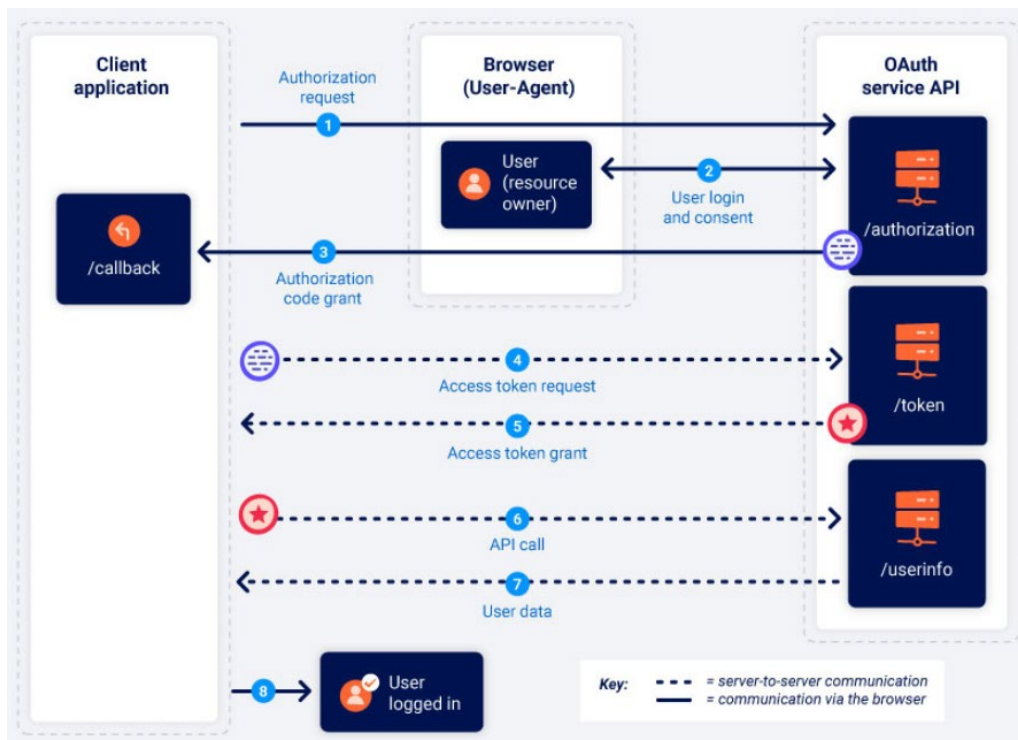 Client
application
Browser
(User-Agent)
OAuth
service API
Authorization
request
1
User
(resource
owner)
2
User login
and consent
/authorization
/callback
3
Authorization
code grant
4
Access token request
/token
5
Access token grant
6
API call
/userinfo
7
User data
8
User
logged in
Key:
= server-to-server communication
= communication via the browser